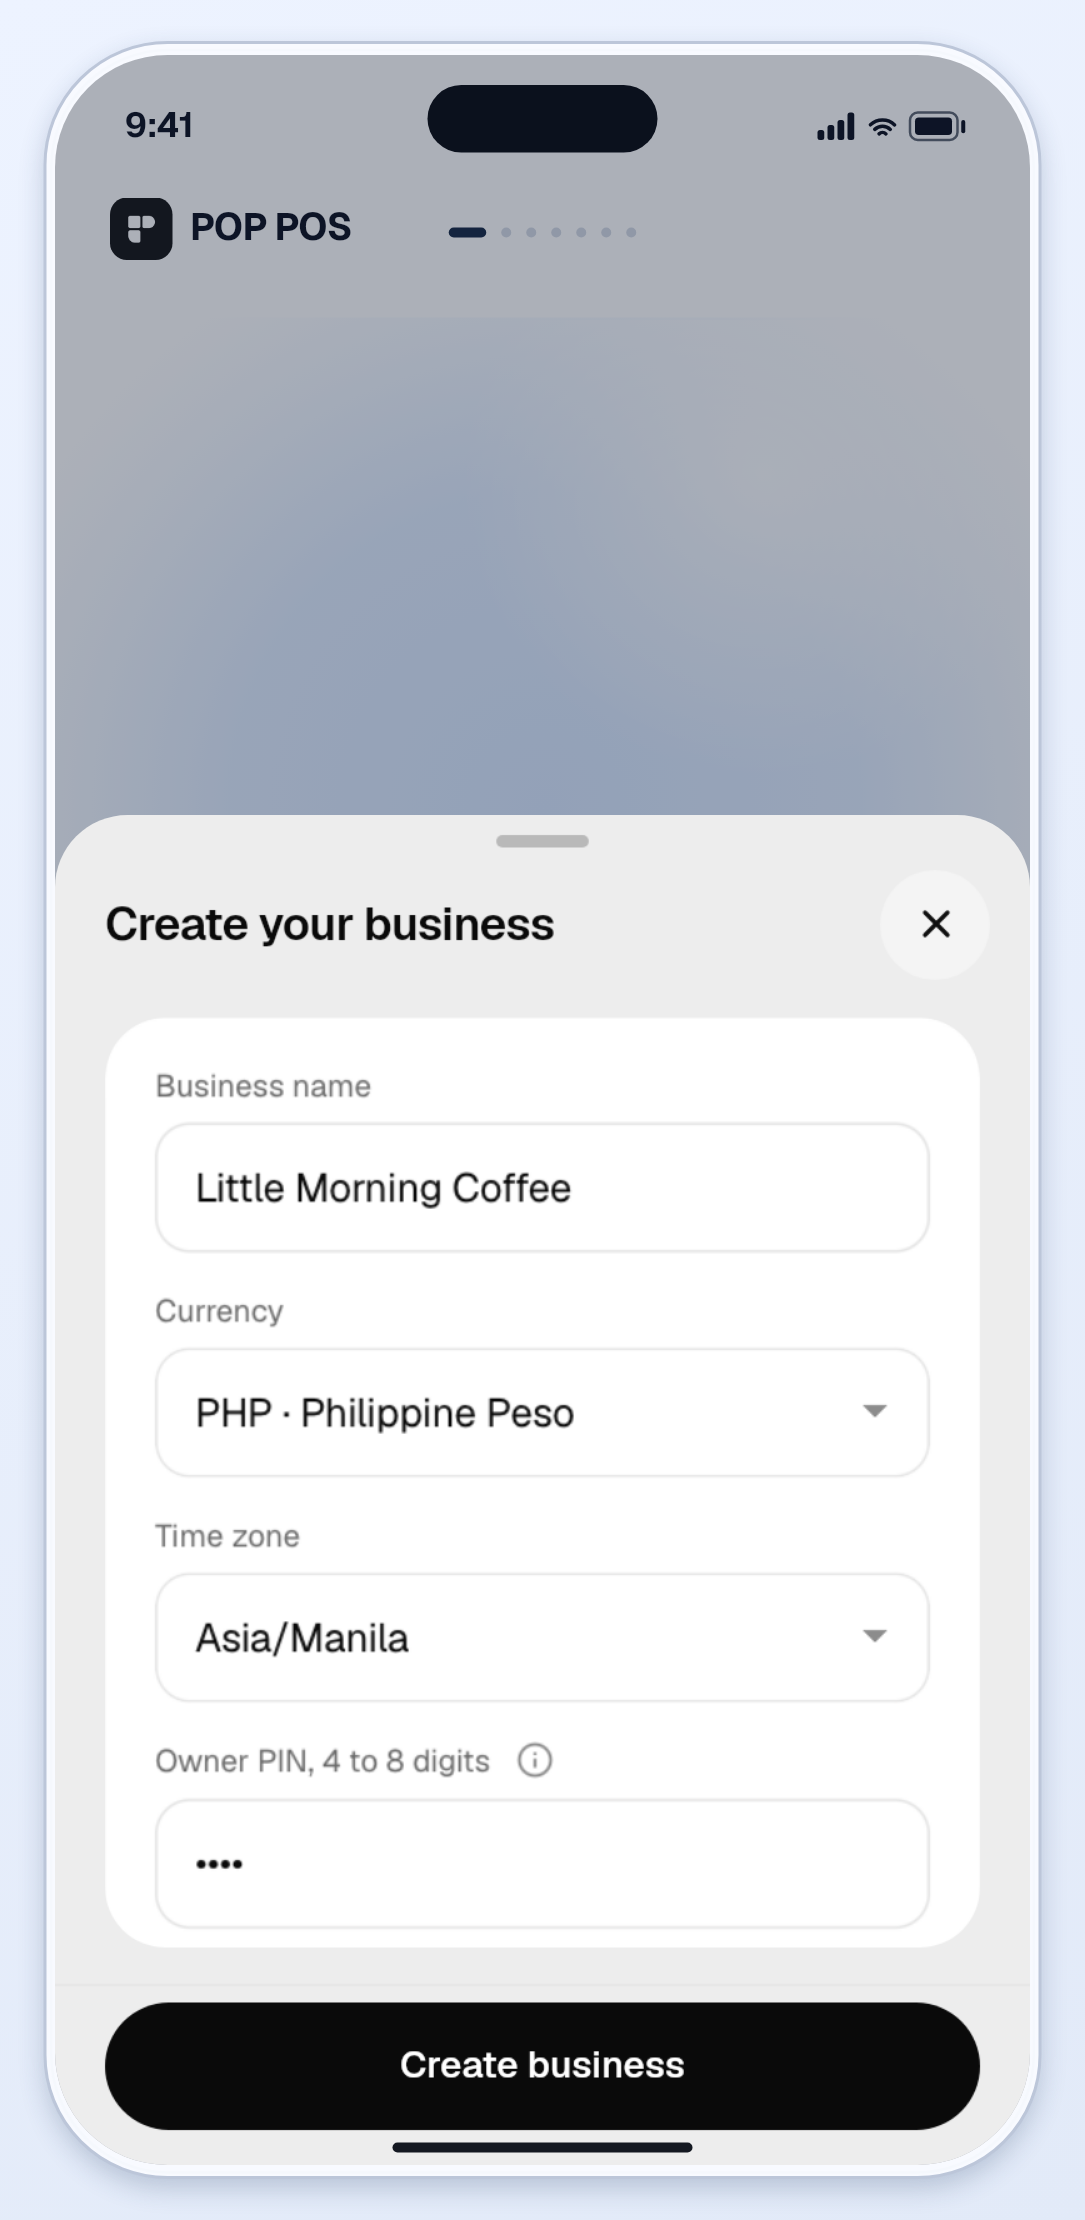 9:41
POP POS
Create your business
Business name
Little Morning Coffee
Currency
PHP · Philippine Peso
Time zone
Asia/Manila
Owner PIN, 4 to 8 digits
••••
Create business